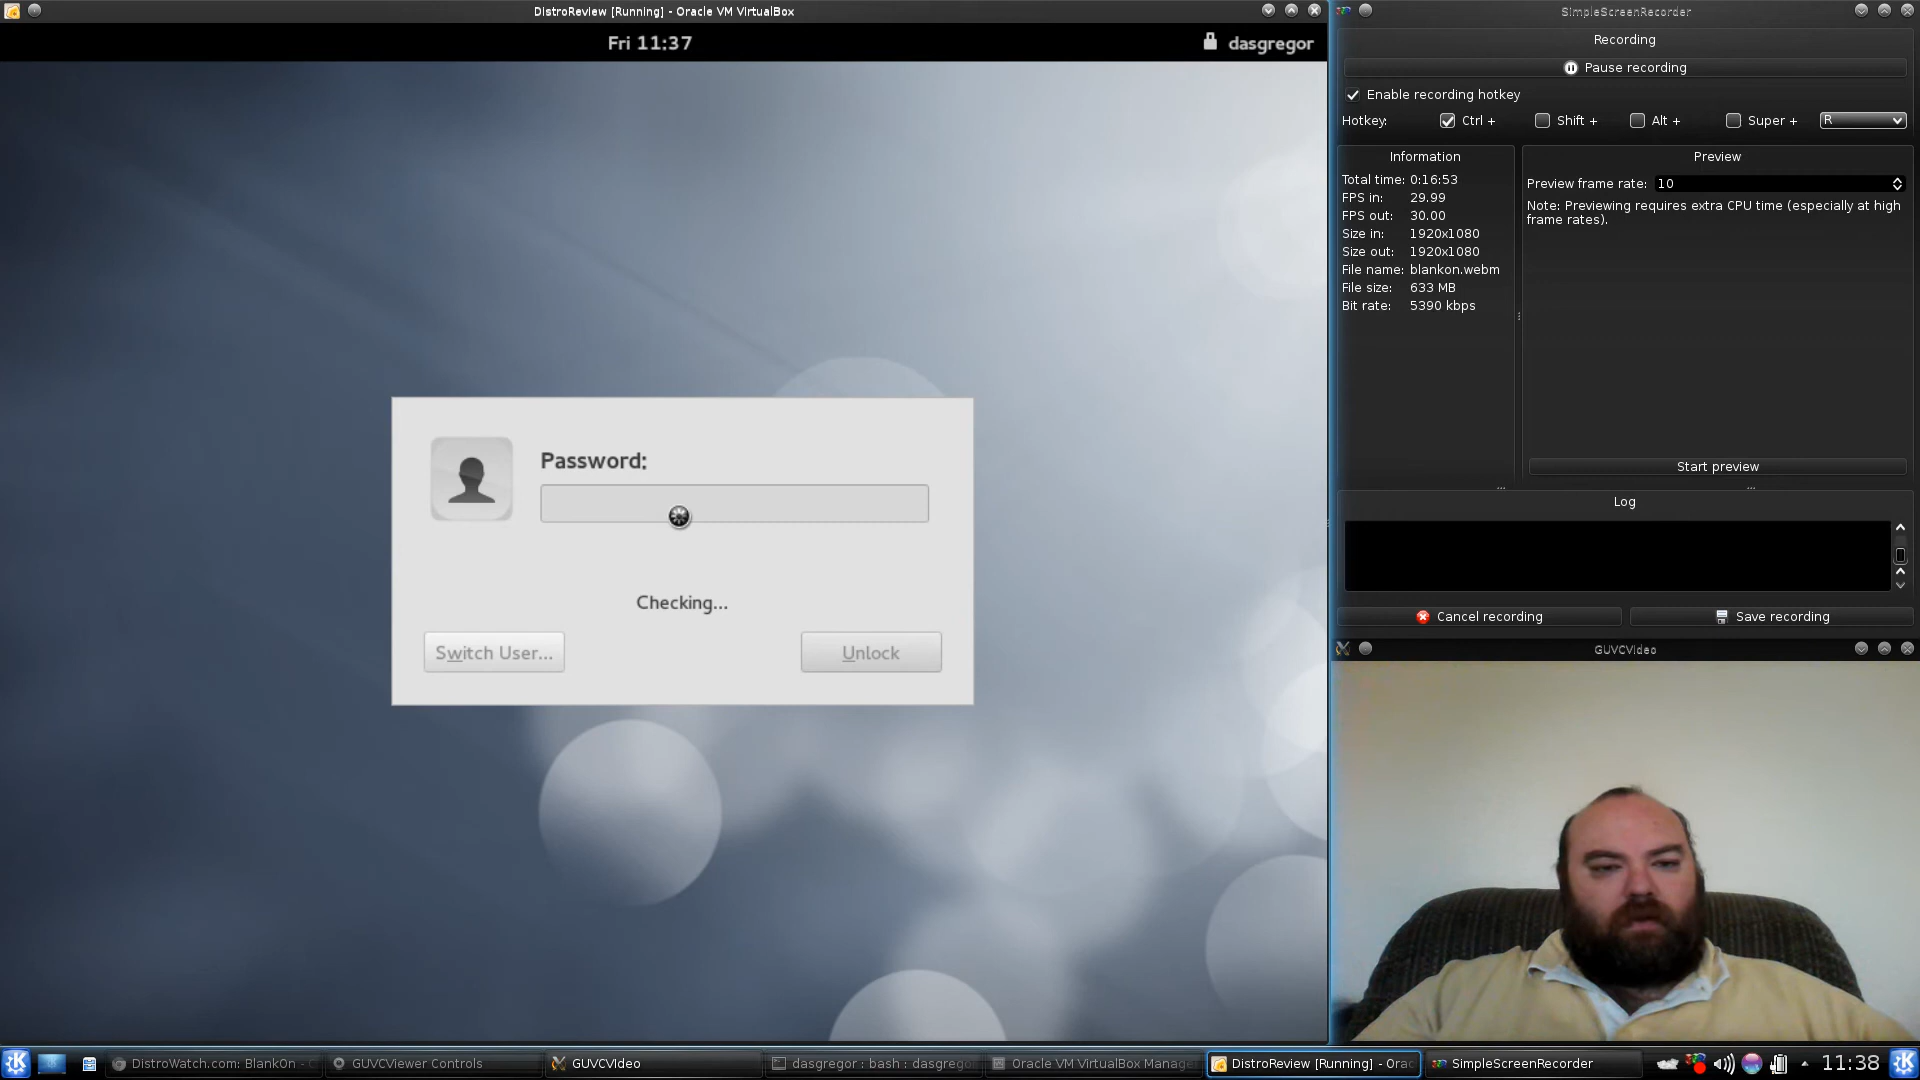 DistroReview [Running] - Oracle VM VirtualBox
Fri 11:37
dasgregor
Password:
Checking...
Switch User...
Unlock
SimpleScreenRecorder
Recording
Pause recording
Enable recording hotkey
Hotkey: Ctrl + Shift + Alt + Super + R
Information
Total time: 0:16:53
FPS in: 29.99
FPS out: 30.00
Size in: 1920x1080
Size out: 1920x1080
File name: blankon.webm
File size: 633 MB
Bit rate: 5390 kbps
Preview
Preview frame rate: 10
Note: Previewing requires extra CPU time (especially at high
frame rates).
Start preview
Log
Cancel recording
Save recording
GUVCVideo
DistroWatch.com: BlankOn -
GUVCViewer Controls
GUVCVideo
dasgregor : bash : dasgregor
Oracle VM VirtualBox Manage
DistroReview [Running] - Orac
SimpleScreenRecorder
11:38